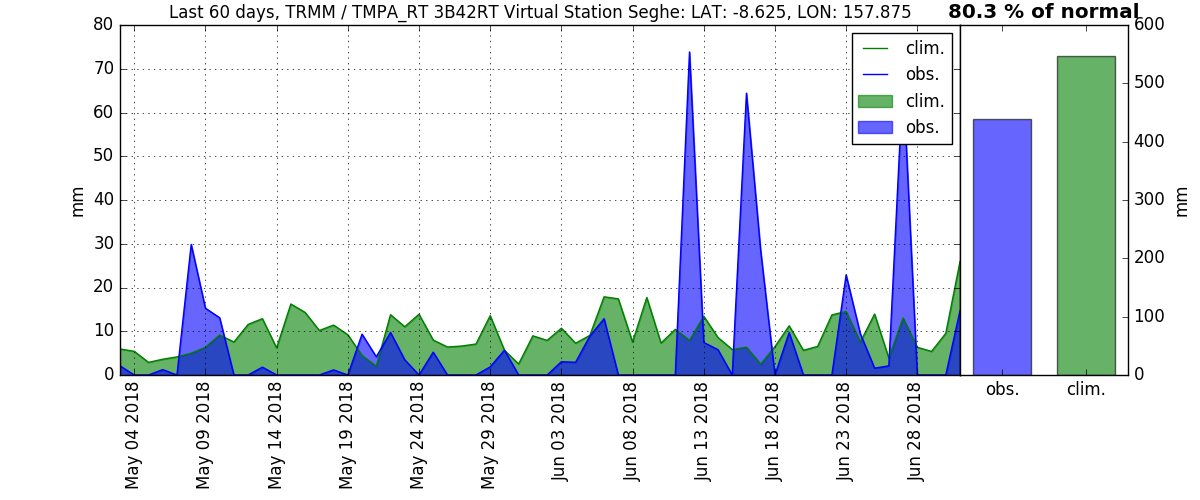 Last 60 days, TRMM / TMPA_RT 3B42RT Virtual Station Seghe: LAT: -8.625, LON: 157.875
80.3 % of normal
80
70
60
50
40
30
20
10
0
mm
clim.
obs.
clim.
obs.
May 04 2018
May 09 2018
May 14 2018
May 19 2018
May 24 2018
May 29 2018
Jun 03 2018
Jun 08 2018
Jun 13 2018
Jun 18 2018
Jun 23 2018
Jun 28 2018
600
500
400
300
200
100
0
mm
obs.
clim.